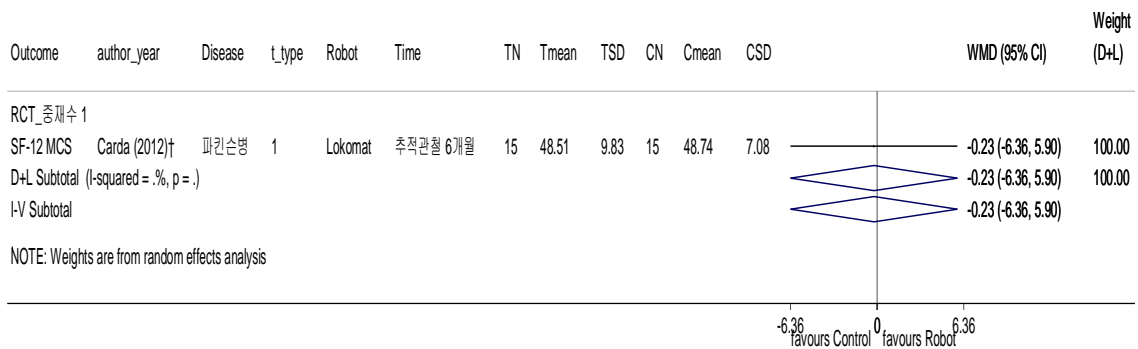 Weight
Outcome author_year Disease t_type Robot Time TN Tmean TSD CN Cmean CSD WMD (95% CI) (D+L)
RCT_중재수 1
SF-12 MCS Carda (2012)† 파킨슨병 1 Lokomat 추적관철 6개월 15 48.51 9.83 15 48.74 7.08 -0.23 (-6.36, 5.90) 100.00
D+L Subtotal (I-squared = .%, p = .) -0.23 (-6.36, 5.90) 100.00
I-V Subtotal -0.23 (-6.36, 5.90)
NOTE: Weights are from random effects analysis
-6.36 0 6.36
favours Control favours Robot